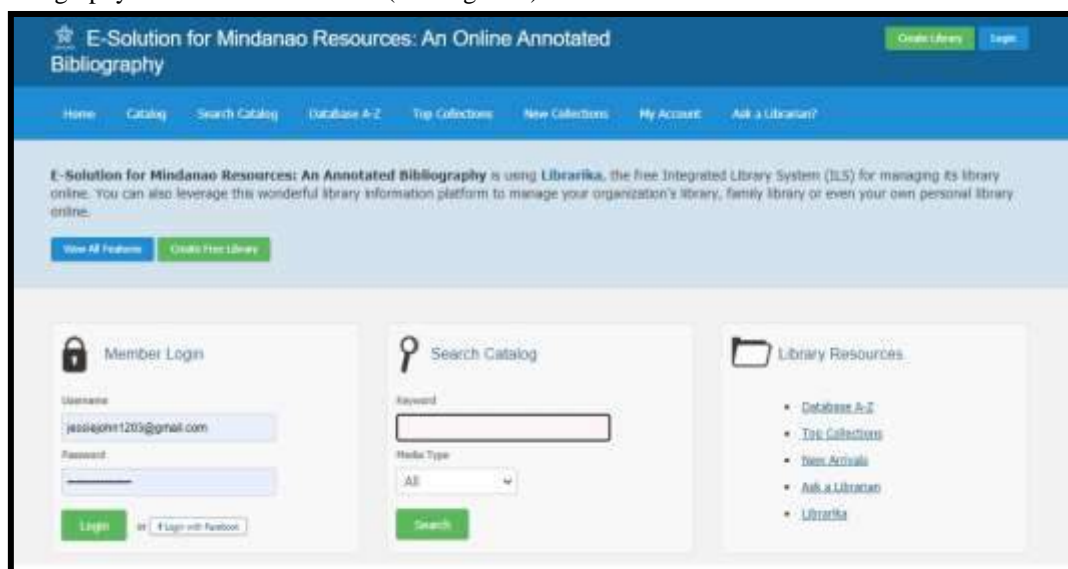 E-Solution for Mindanao Resources: An Online Annotated
Bibliography
Create Library Login
Home Catalog Search Catalog Database A-Z Top Collections New Collections My Account Ask a Librarian?
E-Solution for Mindanao Resources: An Annotated Bibliography is using Librarika, the free Integrated Library System (ILS) for managing its library
online. You can also leverage this wonderful library information platform to manage your organization's library, family library or even your own personal library
online.
View All Features Create Free Library
Member Login
Username
jessiejohn1203@gmail.com
Password
Login or Login with Facebook
Search Catalog
Keyword
Media Type
All
Search
Library Resources
Database A-Z
Top Collections
New Arrivals
Ask a Librarian
Librarika